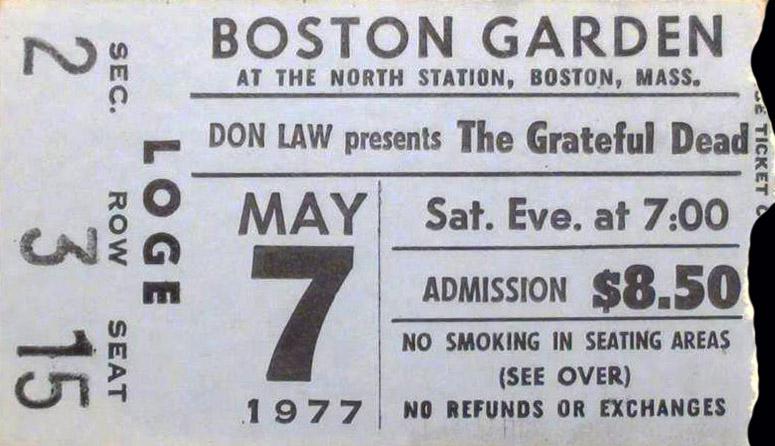 BOSTON GARDEN
AT THE NORTH STATION, BOSTON, MASS.
DON LAW presents The Grateful Dead
MAY
7
1977
Sat. Eve. at 7:00
ADMISSION $8.50
NO SMOKING IN SEATING AREAS
(SEE OVER)
NO REFUNDS OR EXCHANGES
LOGE
SEC. ROW SEAT
2 3 15
TICKET